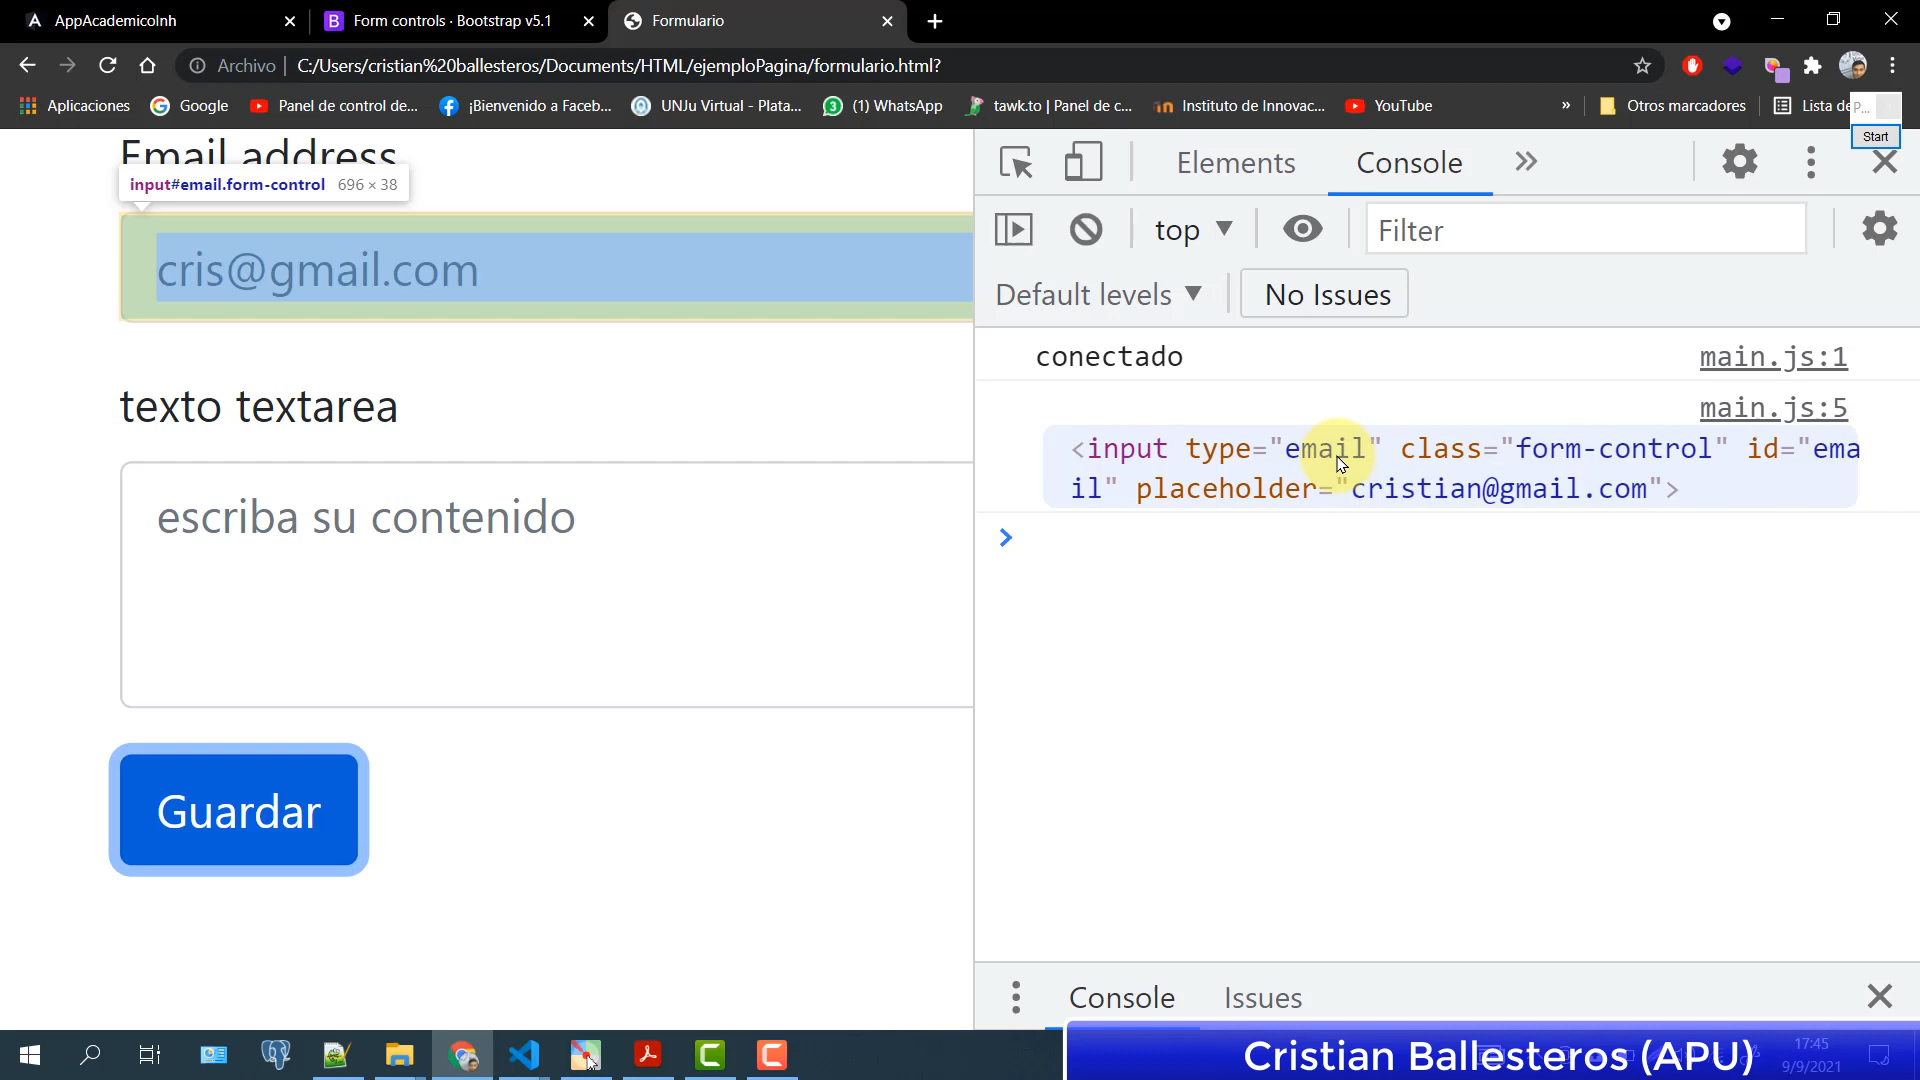 AppAcademicoInh
Form controls · Bootstrap v5.1
Formulario
Archivo
C:/Users/cristian%20ballesteros/Documents/HTML/ejemploPagina/formulario.html?
Aplicaciones
Google
Panel de control de...
¡Bienvenido a Faceb...
UNJu Virtual - Plata...
(1) WhatsApp
tawk.to | Panel de c...
Instituto de Innovac...
YouTube
»
Otros marcadores
Lista de
P...
Start
Email address
input#email.form-control 696 × 38
cris@gmail.com
texto textarea
escriba su contenido
Guardar
Elements
Console
top
Filter
Default levels
No Issues
conectado
main.js:1
main.js:5
<input type="email" class="form-control" id="ema
il" placeholder="cristian@gmail.com">
Console
Issues
Cristian Ballesteros (APU)
17:45
9/9/2021